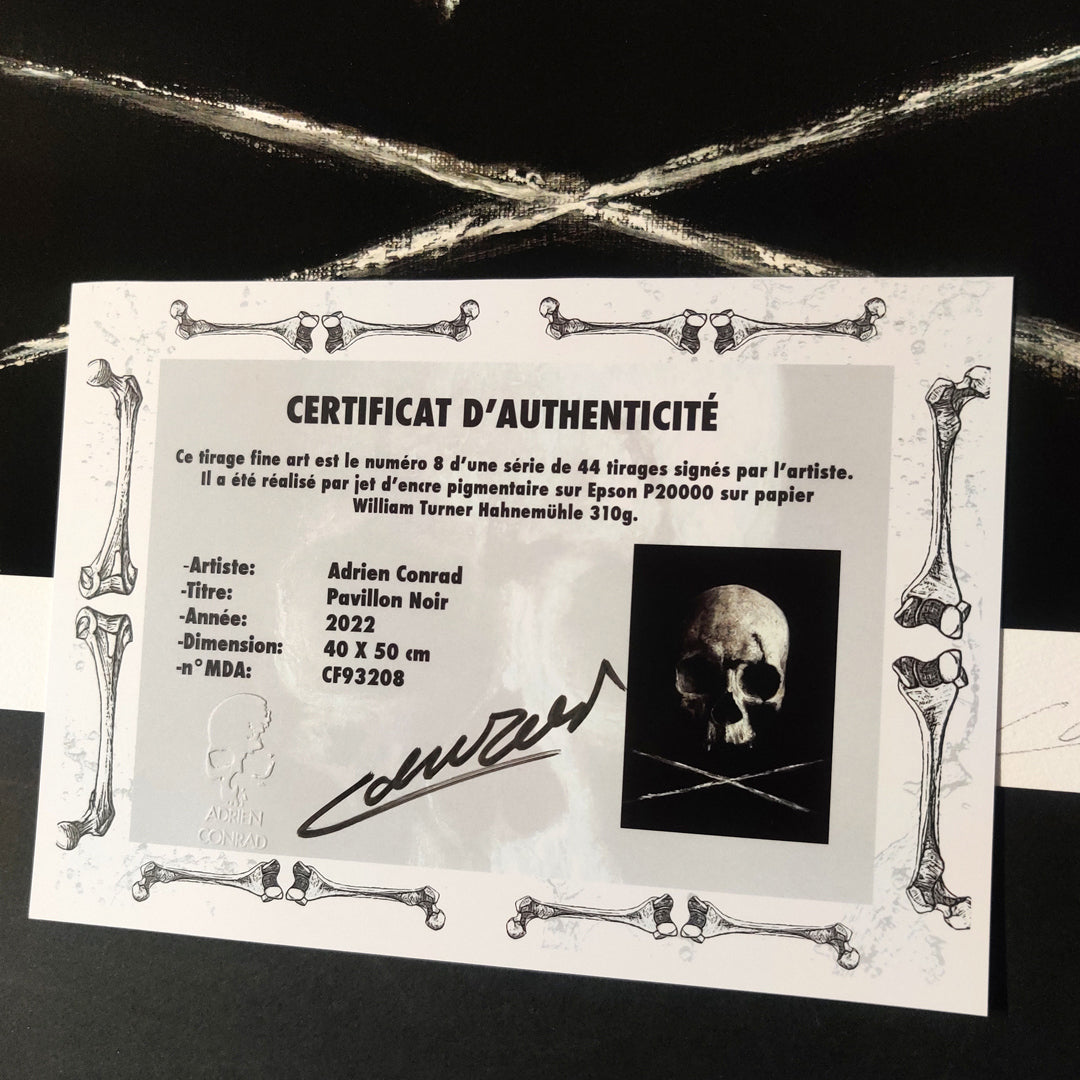 CERTIFICAT D'AUTHENTICITÉ
Ce tirage fine art est le numéro 8 d'une série de 44 tirages signés par l'artiste.
Il a été réalisé par jet d'encre pigmentaire sur Epson P20000 sur papier
William Turner Hahnemühle 310g.
-Artiste: Adrien Conrad
-Titre: Pavillon Noir
-Année: 2022
-Dimension: 40 X 50 cm
-n°MDA: CF93208
ADRIEN
CONRAD